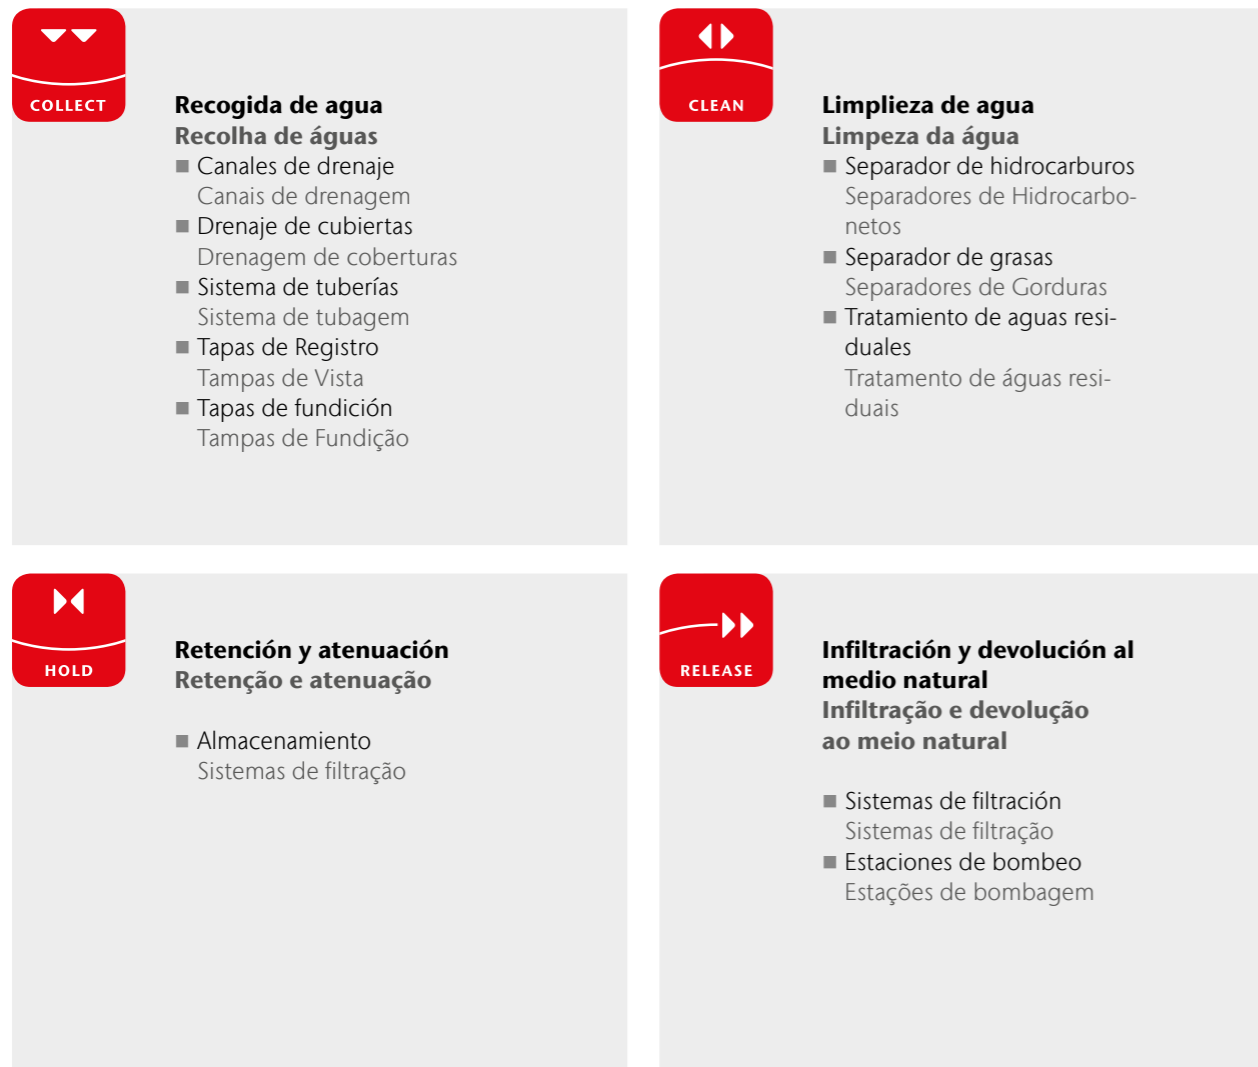 COLLECT
Recogida de agua
Recolha de águas
Canales de drenaje
Canais de drenagem
Drenaje de cubiertas
Drenagem de coberturas
Sistema de tuberías
Sistema de tubagem
Tapas de Registro
Tampas de Vista
Tapas de fundición
Tampas de Fundição
CLEAN
Limplieza de agua
Limpeza da água
Separador de hidrocarburos
Separadores de Hidrocarbo-
netos
Separador de grasas
Separadores de Gorduras
Tratamiento de aguas resi-
duales
Tratamento de águas resi-
duais
HOLD
Retención y atenuación
Retenção e atenuação
Almacenamiento
Sistemas de filtração
RELEASE
Infiltración y devolución al
medio natural
Infiltração e devolução
ao meio natural
Sistemas de filtración
Sistemas de filtração
Estaciones de bombeo
Estações de bombagem